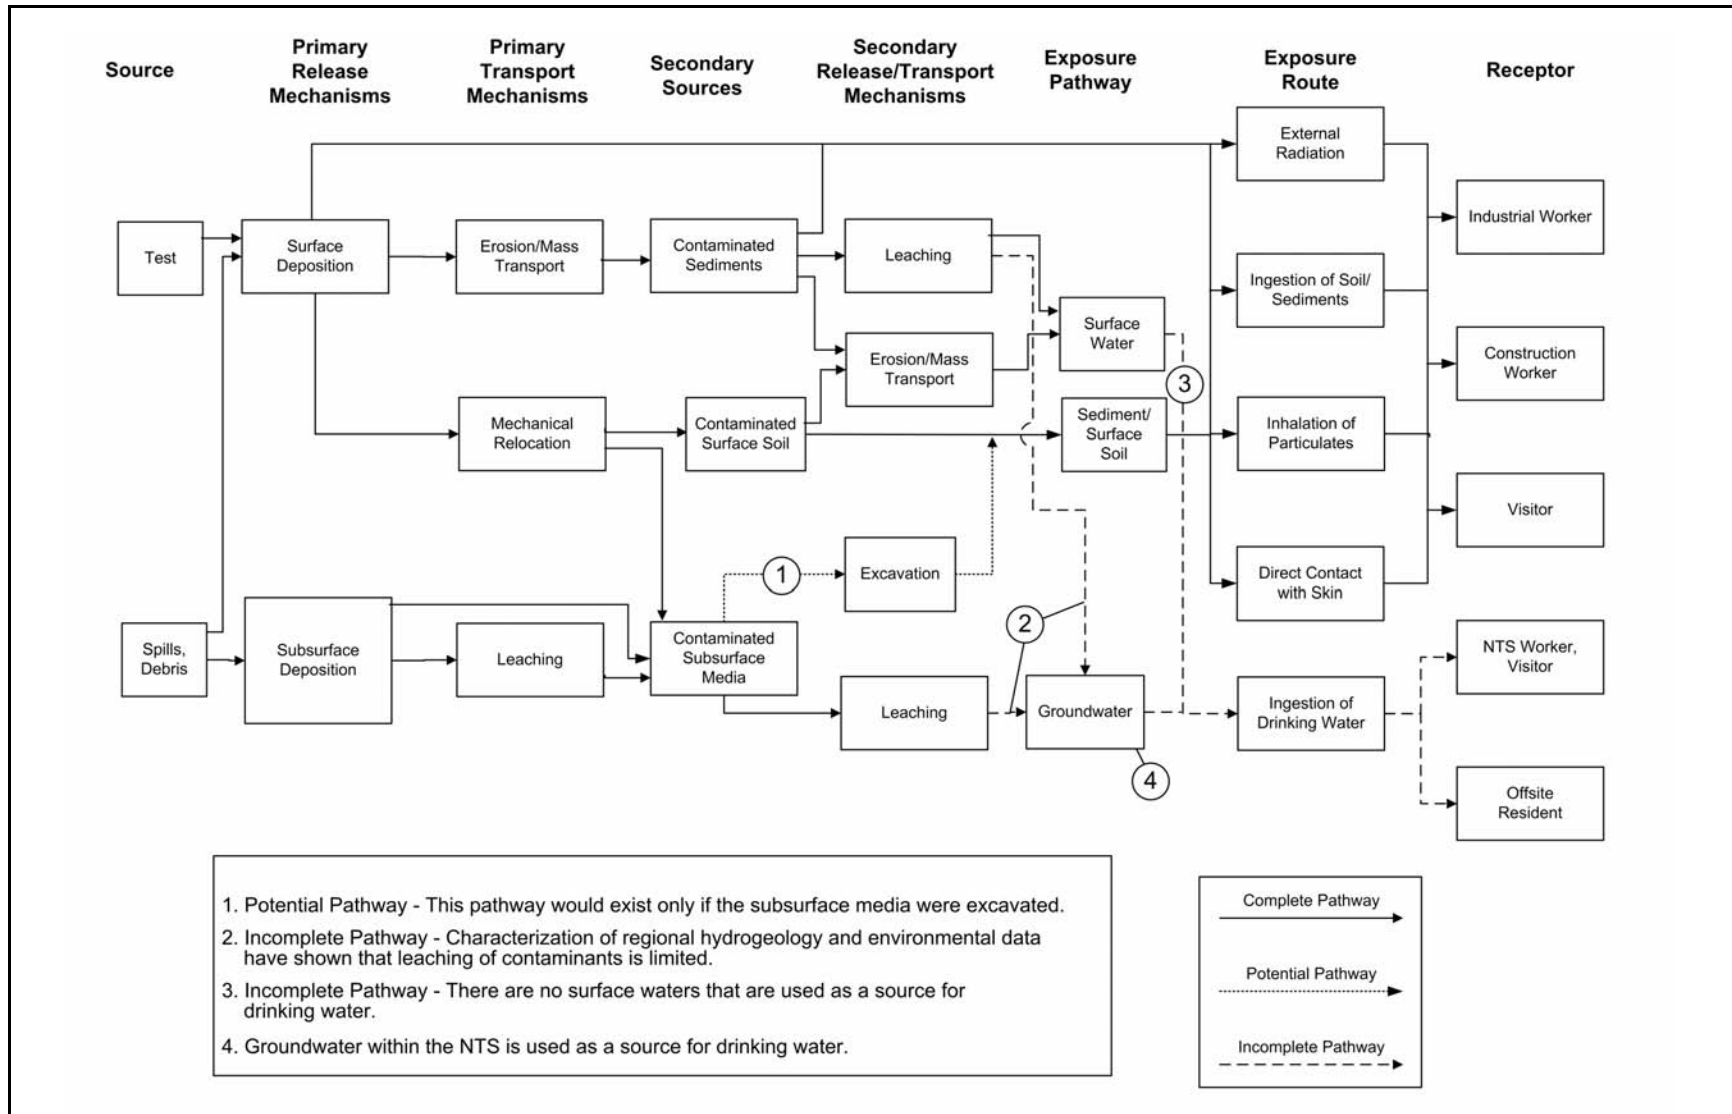 Source
Primary
Release
Mechanisms
Primary
Transport
Mechanisms
Secondary
Sources
Secondary
Release/Transport
Mechanisms
Exposure
Pathway
Exposure
Route
Receptor
External
Radiation
Industrial Worker
Test
Surface
Deposition
Erosion/Mass
Transport
Contaminated
Sediments
Leaching
Ingestion of Soil/
Sediments
Surface
Water
Erosion/Mass
Transport
Construction
Worker
3
Mechanical
Relocation
Contaminated
Surface Soil
Sediment/
Surface
Soil
Inhalation of
Particulates
Visitor
1
Excavation
Direct Contact
with Skin
2
Spills,
Debris
Subsurface
Deposition
Leaching
Contaminated
Subsurface
Media
NTS Worker,
Visitor
Leaching
Groundwater
Ingestion of
Drinking Water
4
Offsite
Resident
1. Potential Pathway - This pathway would exist only if the subsurface media were excavated.
2. Incomplete Pathway - Characterization of regional hydrogeology and environmental data
have shown that leaching of contaminants is limited.
3. Incomplete Pathway - There are no surface waters that are used as a source for
drinking water.
4. Groundwater within the NTS is used as a source for drinking water.
Complete Pathway
Potential Pathway
Incomplete Pathway